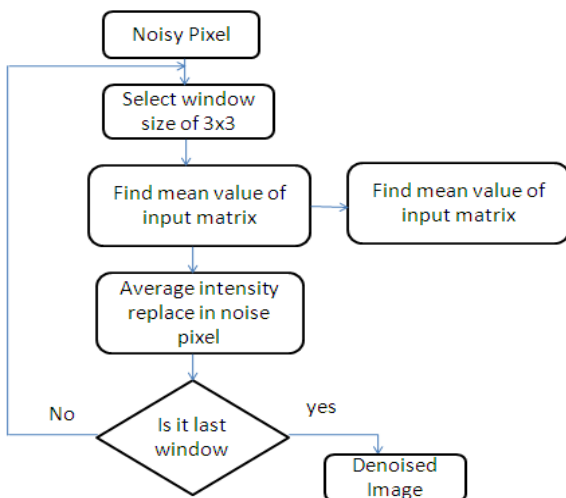 Noisy Pixel
Select window
size of 3x3
Find mean value of
input matrix
Find mean value of
input matrix
Average intensity
replace in noise
pixel
No
Is it last
window
yes
Denoised
Image